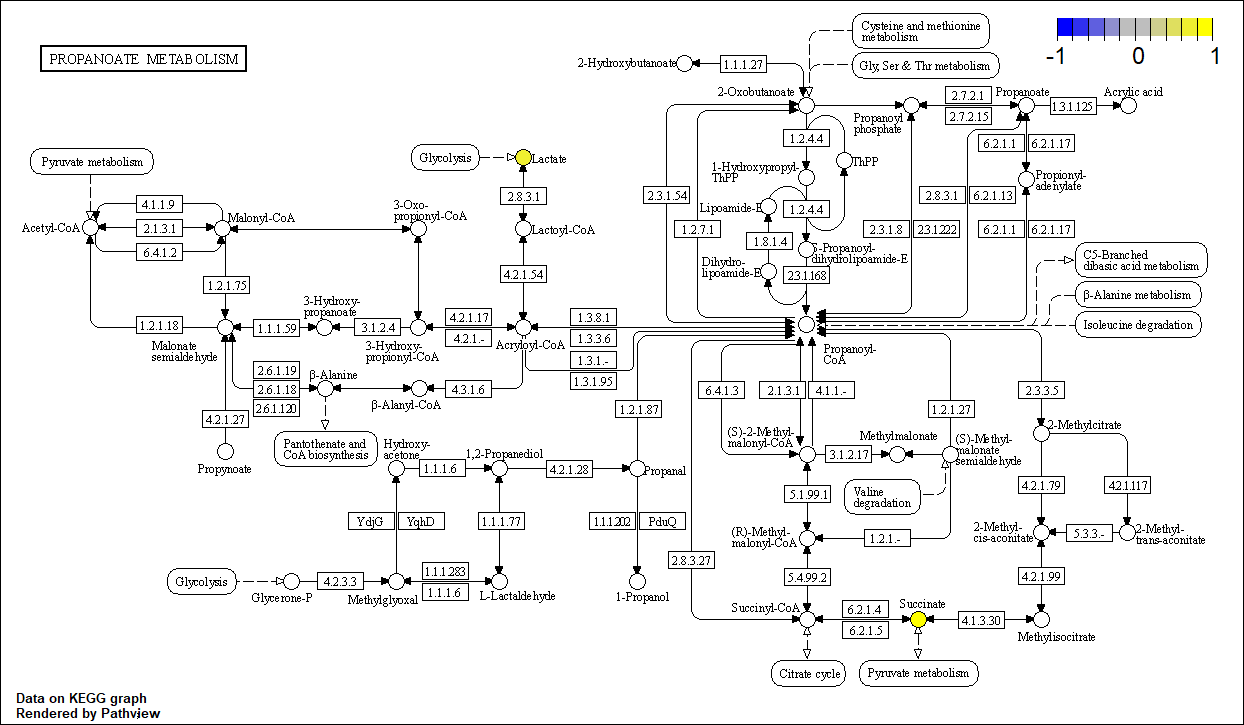 PROPANOATE METABOLISM
-1
0
1
Cysteine and methionine
metabolism
Gly, Ser & Thr metabolism
2-Hydroxybutanoate
1.1.1.27
2-Oxobutanoate
Propanoyl
phosphate
2.7.2.1
2.7.2.15
Propanoate
1.3.1.125
Acrylic acid
1.2.4.4
ThPP
1-Hydroxypropyl-
ThPP
6.2.1.1
6.2.1.17
Propionyl-
adenylate
Pyruvate metabolism
Glycolysis
Lactate
2.8.3.1
Lactoyl-CoA
4.2.1.54
4.1.1.9
2.1.3.1
6.4.1.2
Acetyl-CoA
Malonyl-CoA
3-Oxo-
propionyl-CoA
2.3.1.54
1.2.7.1
Lipoamide-E
1.2.4.4
1.8.1.4
S-Propanoyl-
dihydrolipoamide-E
Dihydro-
lipoamide-E
2.3.1.168
2.8.3.1
6.2.1.13
2.3.1.8
2.3.1.222
6.2.1.1
6.2.1.17
C5-Branched
dibasic acid metabolism
β-Alanine metabolism
Isoleucine degradation
1.2.1.75
1.2.1.18
Malonate
semialdehyde
1.1.1.59
3-Hydroxy-
propanoate
3.1.2.4
3-Hydroxy-
propionyl-CoA
4.2.1.17
4.2.1.-
Acryloyl-CoA
1.3.8.1
1.3.3.6
1.3.1.-
1.3.1.95
Propanoyl-
CoA
2.6.1.19
2.6.1.18
2.6.1.120
β-Alanine
β-Alanyl-CoA
4.3.1.6
4.2.1.27
Propynoate
Pantothenate and
CoA biosynthesis
1.2.1.87
6.4.1.3
2.1.3.1
4.1.1.-
1.2.1.27
2.3.3.5
(S)-2-Methyl-
malonyl-CoA
3.1.2.17
Methylmalonate
(S)-Methyl-
malonate
semialdehyde
2-Methylcitrate
Hydroxy-
acetone
1.1.1.6
1,2-Propanediol
4.2.1.28
Propanal
Valine
degradation
5.1.99.1
4.2.1.79
4.2.1.117
YdjG
YqhD
1.1.1.77
1.1.1.202
PduQ
(R)-Methyl-
malonyl-CoA
1.2.1.-
2-Methyl-
cis-aconitate
5.3.3.-
2-Methyl-
trans-aconitate
2.8.3.27
5.4.99.2
4.2.1.99
Glycolysis
Glycerone-P
4.2.3.3
Methylglyoxal
1.1.1.283
1.1.1.6
L-Lactaldehyde
1-Propanol
Succinyl-CoA
6.2.1.4
6.2.1.5
Succinate
4.1.3.30
Methylisocitrate
Citrate cycle
Pyruvate metabolism
Data on KEGG graph
Rendered by Pathview